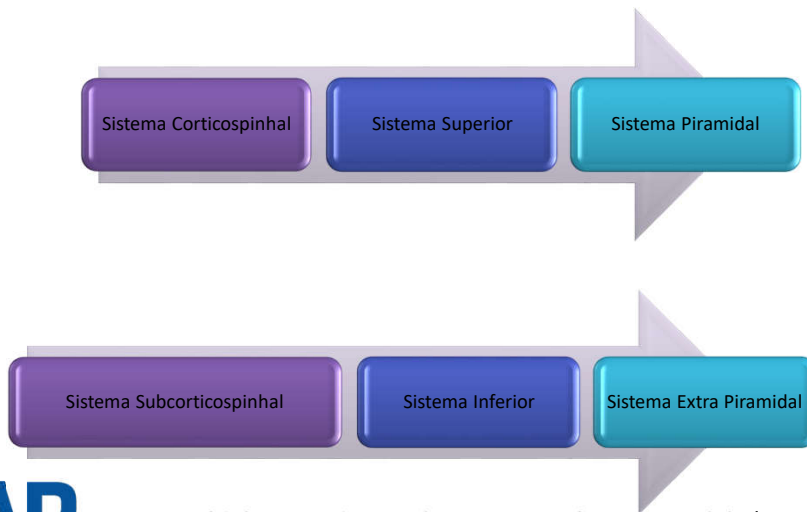 Sistema Corticospinhal
Sistema Superior
Sistema Piramidal
Sistema Subcorticospinhal
Sistema Inferior
Sistema Extra Piramidal